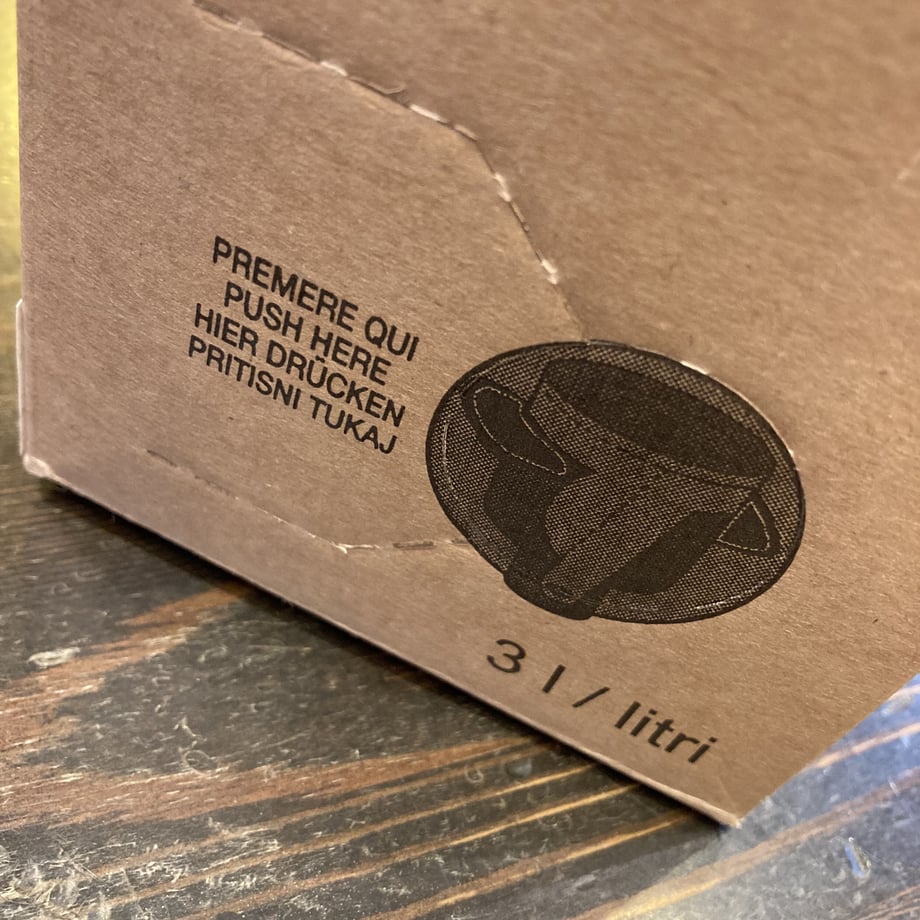 PREMERE QUI
PUSH HERE
HIER DRÜCKEN
PRITISNI TUKAJ
3 l / litri